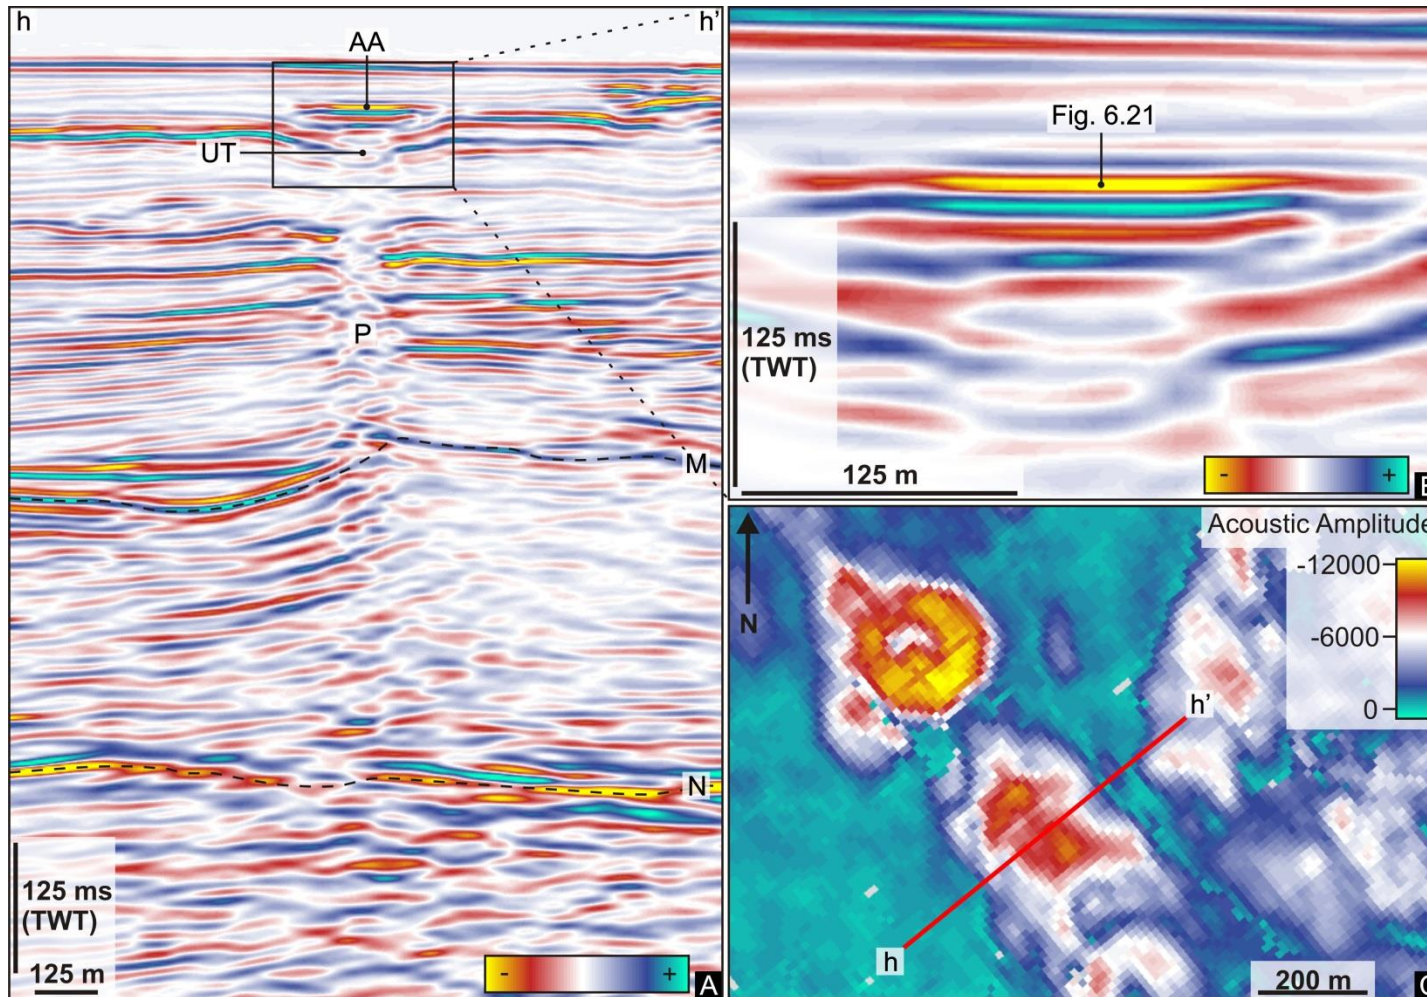 h
h'
AA
UT
P
M
N
125 ms
(TWT)
125 m
-
+
A
Fig. 6.21
125 ms
(TWT)
125 m
-
+
N
Acoustic Amplitude
-12000
-6000
0
h'
h
200 m